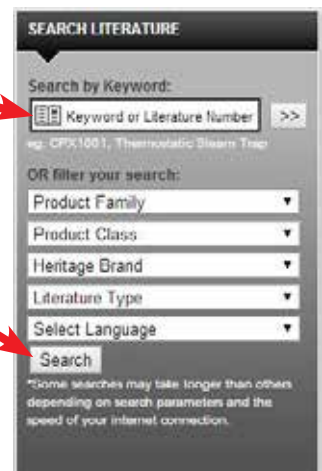 SEARCH LITERATURE
Search by Keyword:
Keyword or Literature Number >>
eg. CPX1001, Thermostatic Steam Trap
OR filter your search:
Product Family
Product Class
Heritage Brand
Literature Type
Select Language
Search
*Some searches may take longer than others
depending on search parameters and the
speed of your internet connection.